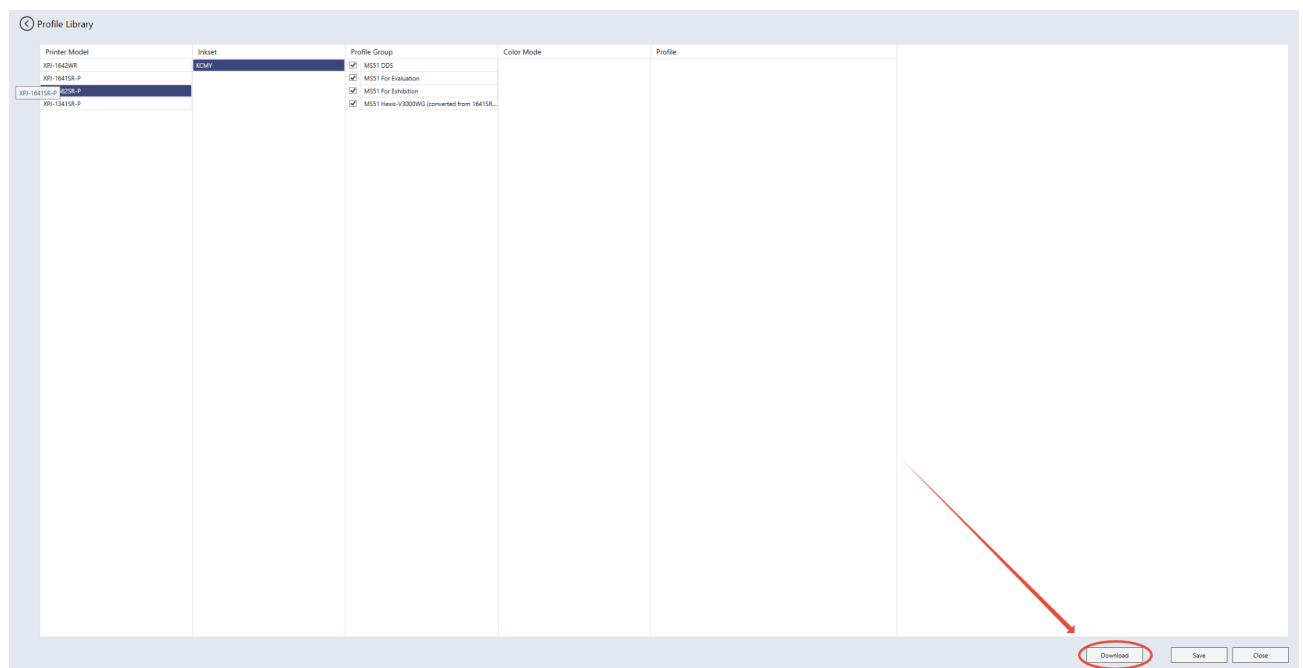 Profile Library
Printer Model Inkset Profile Group Color Mode Profile
XPJ-1642WR KCMY MS51 DDS
XPJ-1641SR-P MS51 For Evaluation
XPJ-1641SR-P 682SR-P MS51 For Exhibition
XPJ-1341SR-P MS51 Hexis-V3000WG (converted from 1641SR...
Download Save Close